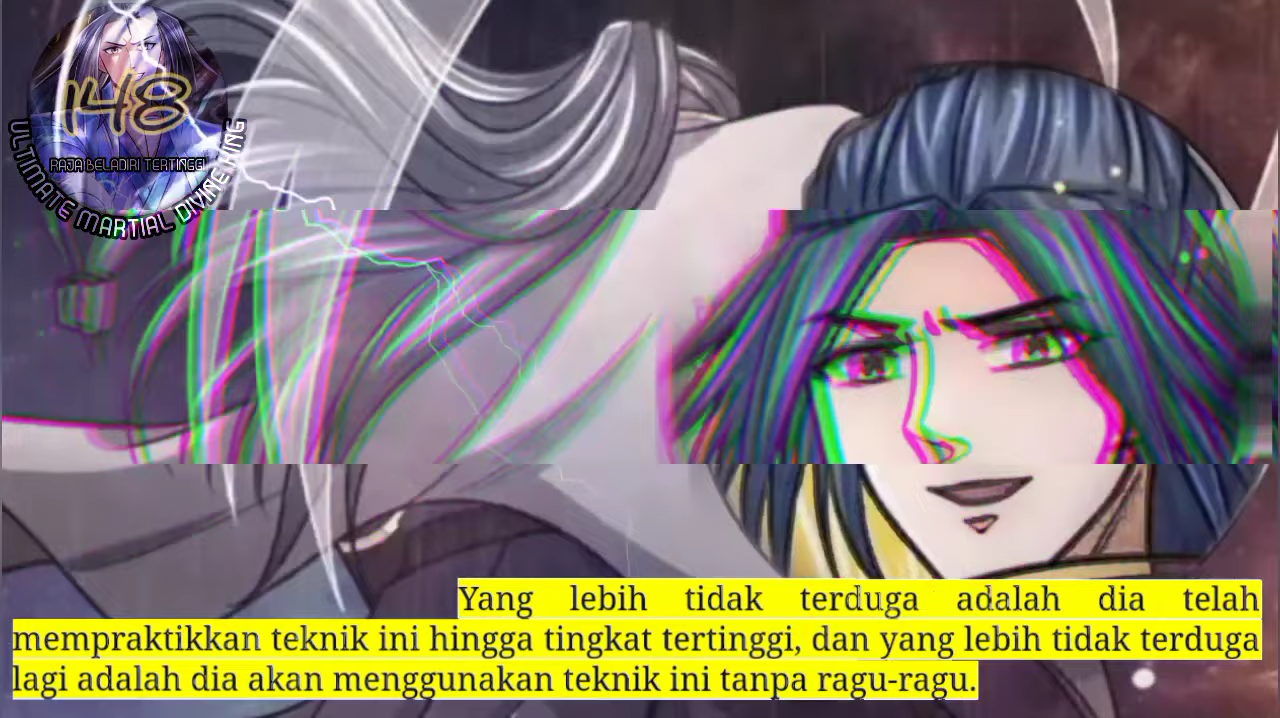 148
RAJA BELADIRI TERTINGGI
ULTIMATE MARTIAL DIVINE KING
Yang lebih tidak terduga adalah dia telah
mempraktikkan teknik ini hingga tingkat tertinggi, dan yang lebih tidak terduga
lagi adalah dia akan menggunakan teknik ini tanpa ragu-ragu.